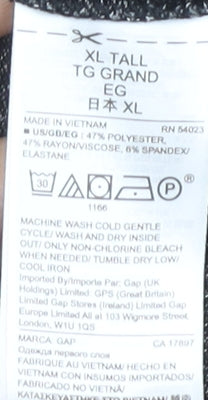 XL TALL
TG GRAND
EG
日本 XL
MADE IN VIETNAM RN 54023
■ US/GB/EG : 47% POLYESTER,
47% RAYON/VISCOSE, 6% SPANDEX/
ELASTANE
30 P ®
1166
MACHINE WASH COLD GENTLE
CYCLE/ WASH AND DRY INSIDE
OUT/ ONLY NON-CHLORINE BLEACH
WHEN NEEDED/ TUMBLE DRY LOW/
COOL IRON
Imported By/Importa Par: Gap (UK
Holdings) Limited. GPS (Great Britain)
Limited Gap Stores (Ireland) Limited Gap
Europe Limited All at 103 Wigmore Street,
London, W1U 1QS
MARCA: GAP CA 17897
Одежда первого слоя
FABRIQUE AU VIETNAM/ HECHO EN
VIETNAM CON INSUMOS IMPORTADOS/
FABRICADO NO VIETNÃ/